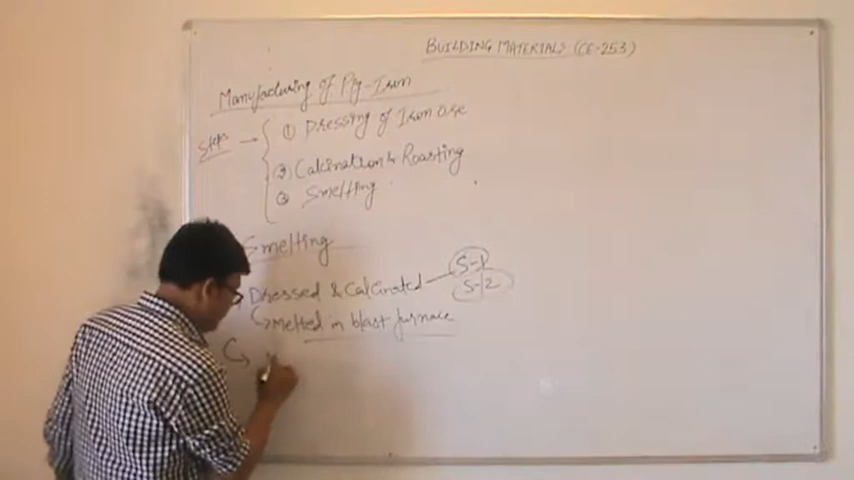 BUILDING MATERIALS (CE-253)
Manufacturing of Pig-Iron
Steps → ① Dressing of Iron ore
② Calcination & Roasting
③ Smelting
Smelting
Dressed & Calcinated — S-1
S-2
↳ melted in blast furnace